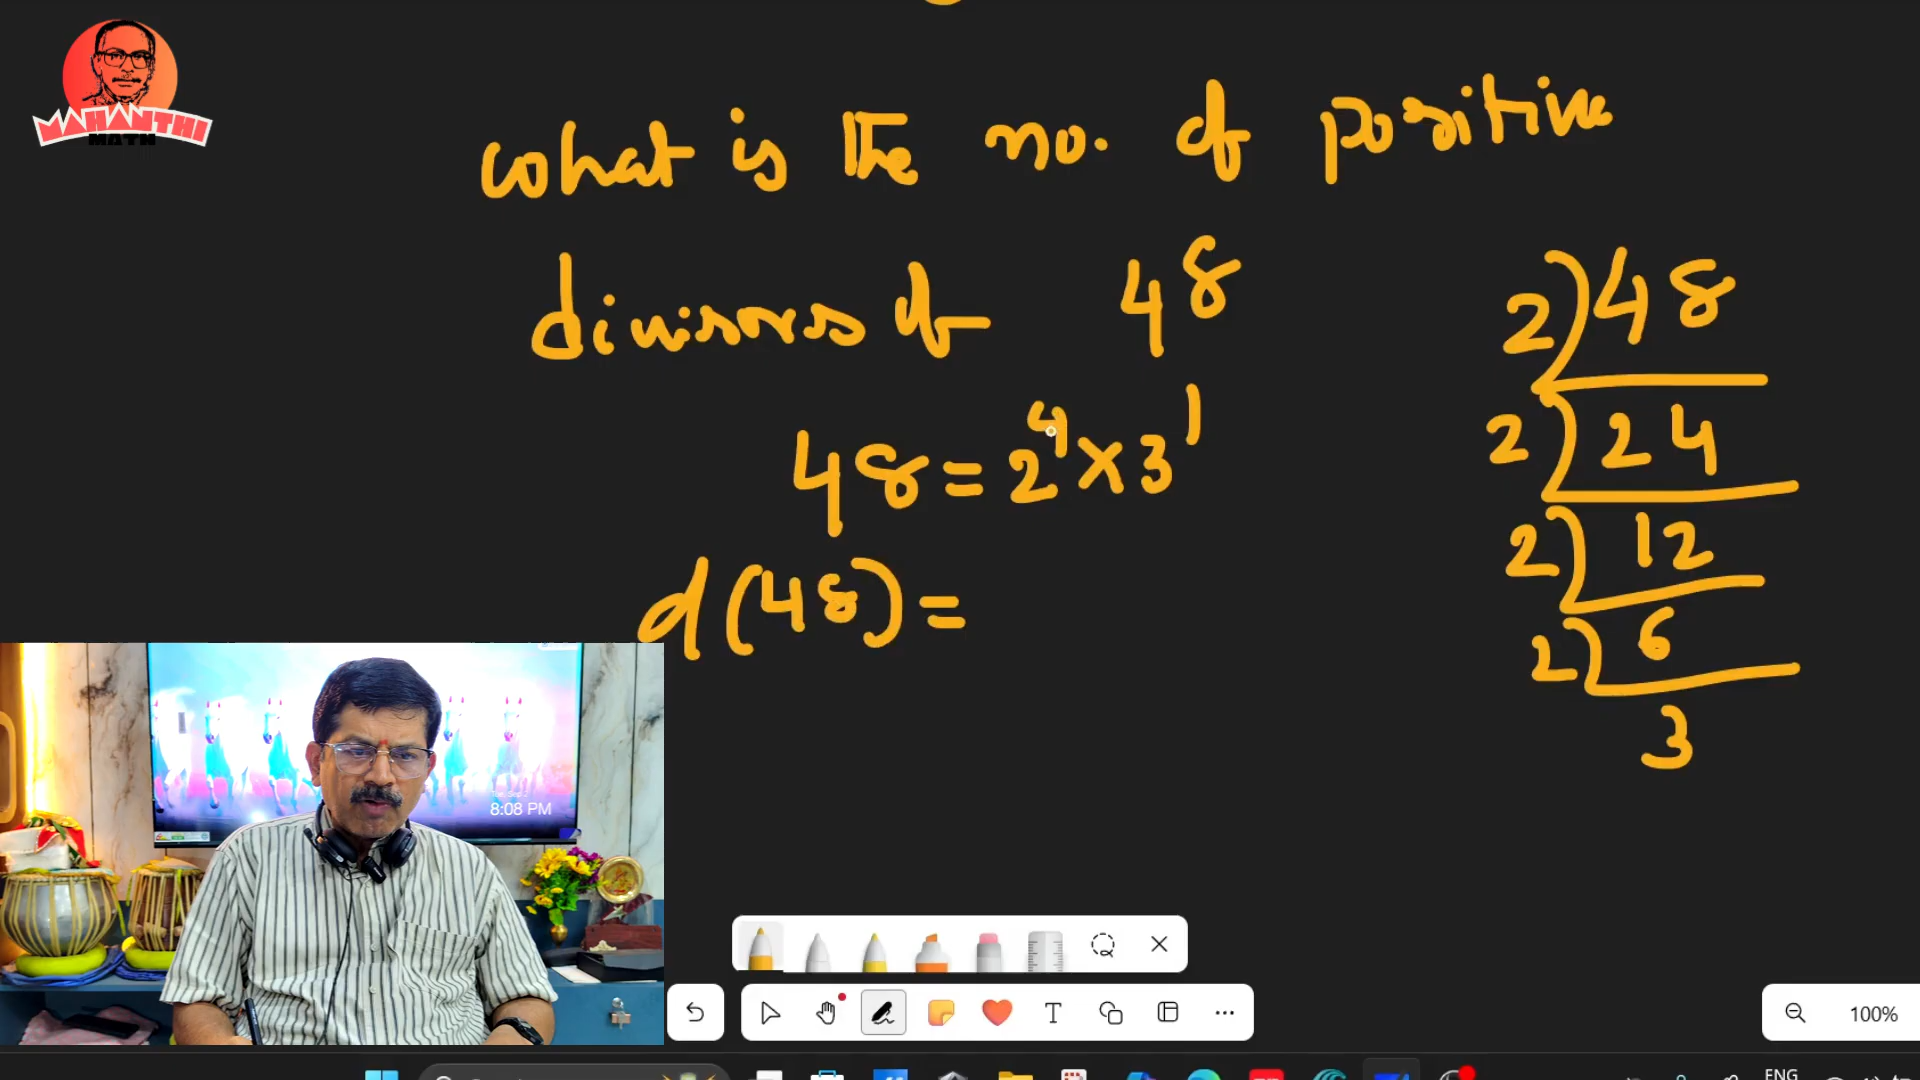 MAHANTHI
MATH
What is the no. of positive
divisors of 48
48 = 2⁴ × 3¹
d(48) =
2) 48
2) 24
2) 12
2) 6
3
8:08 PM
100%
ENG